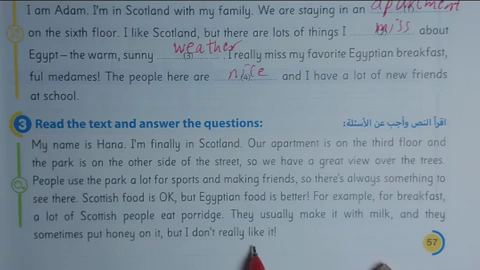 I am Adam. I'm in Scotland with my family. We are staying in an apartment
on the sixth floor. I like Scotland, but there are lots of things I miss about
Egypt – the warm, sunny weather (3). I really miss my favorite Egyptian breakfast,
ful medames! The people here are nice (4) and I have a lot of new friends
at school.
3 Read the text and answer the questions: اقرأ النص وأجب عن الأسئلة:
My name is Hana. I'm finally in Scotland. Our apartment is on the third floor and
the park is on the other side of the street, so we have a great view over the trees.
People use the park a lot for sports and making friends, so there's always something to
see there. Scottish food is OK, but Egyptian food is better! For example, for breakfast,
a lot of Scottish people eat porridge. They usually make it with milk, and they
sometimes put honey on it, but I don't really like it!
57